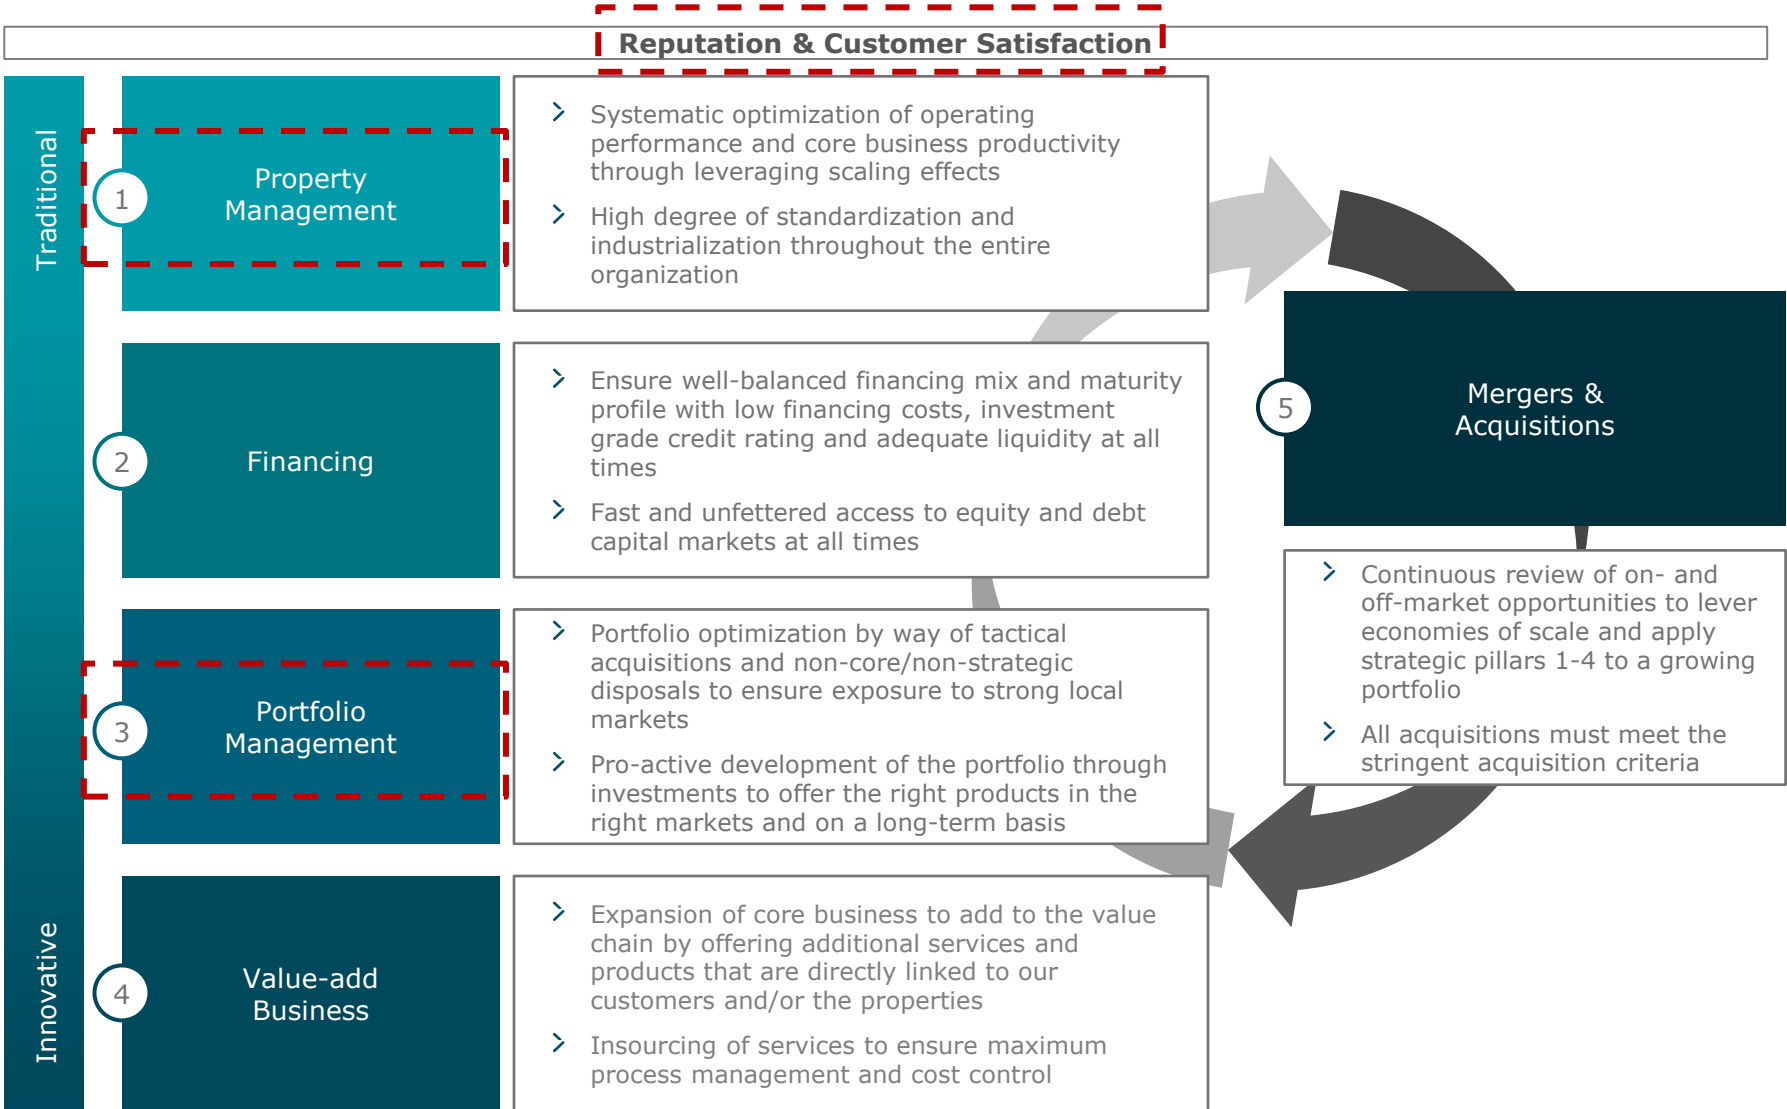 Reputation & Customer Satisfaction
Traditional
1
Property
Management
Systematic optimization of operating
performance and core business productivity
through leveraging scaling effects
High degree of standardization and
industrialization throughout the entire
organization
2
Financing
Ensure well-balanced financing mix and maturity
profile with low financing costs, investment
grade credit rating and adequate liquidity at all
times
Fast and unfettered access to equity and debt
capital markets at all times
3
Portfolio
Management
Portfolio optimization by way of tactical
acquisitions and non-core/non-strategic
disposals to ensure exposure to strong local
markets
Pro-active development of the portfolio through
investments to offer the right products in the
right markets and on a long-term basis
Innovative
4
Value-add
Business
Expansion of core business to add to the value
chain by offering additional services and
products that are directly linked to our
customers and/or the properties
Insourcing of services to ensure maximum
process management and cost control
5
Mergers &
Acquisitions
Continuous review of on- and
off-market opportunities to lever
economies of scale and apply
strategic pillars 1-4 to a growing
portfolio
All acquisitions must meet the
stringent acquisition criteria